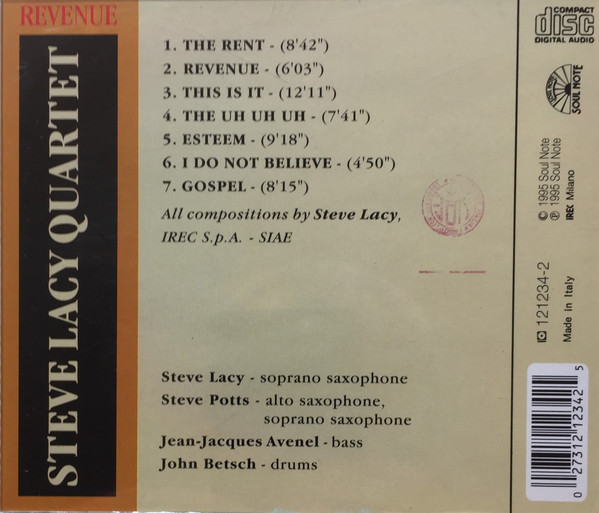 REVENUE
STEVE LACY QUARTET
1. THE RENT - (8'42")
2. REVENUE - (6'03")
3. THIS IS IT - (12'11")
4. THE UH UH UH - (7'41")
5. ESTEEM - (9'18")
6. I DO NOT BELIEVE - (4'50")
7. GOSPEL - (8'15")
All compositions by Steve Lacy,
IREC S.p.A. - SIAE
Steve Lacy - soprano saxophone
Steve Potts - alto saxophone,
soprano saxophone
Jean-Jacques Avenel - bass
John Betsch - drums
COMPACT
disc
DIGITAL AUDIO
SOUL NOTE
© 1995 Soul Note
℗ 1995 Soul Note
IREC Milano
121234-2
Made in Italy
0 27312 12342 5